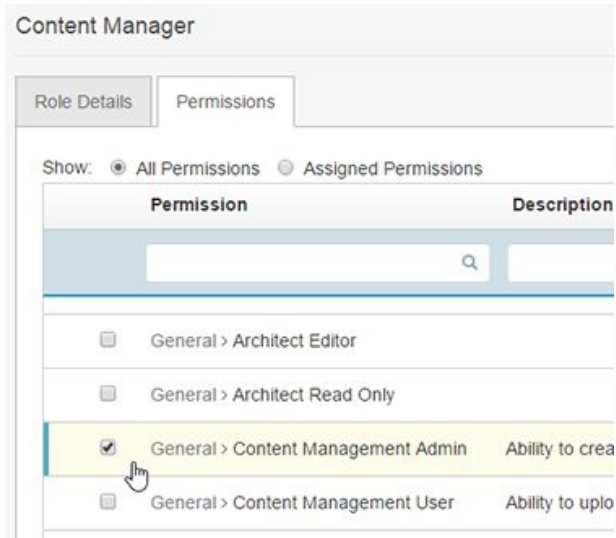 Content Manager
Role Details Permissions
Show: All Permissions Assigned Permissions
Permission Description
General > Architect Editor
General > Architect Read Only
General > Content Management Admin Ability to crea
General > Content Management User Ability to uplo